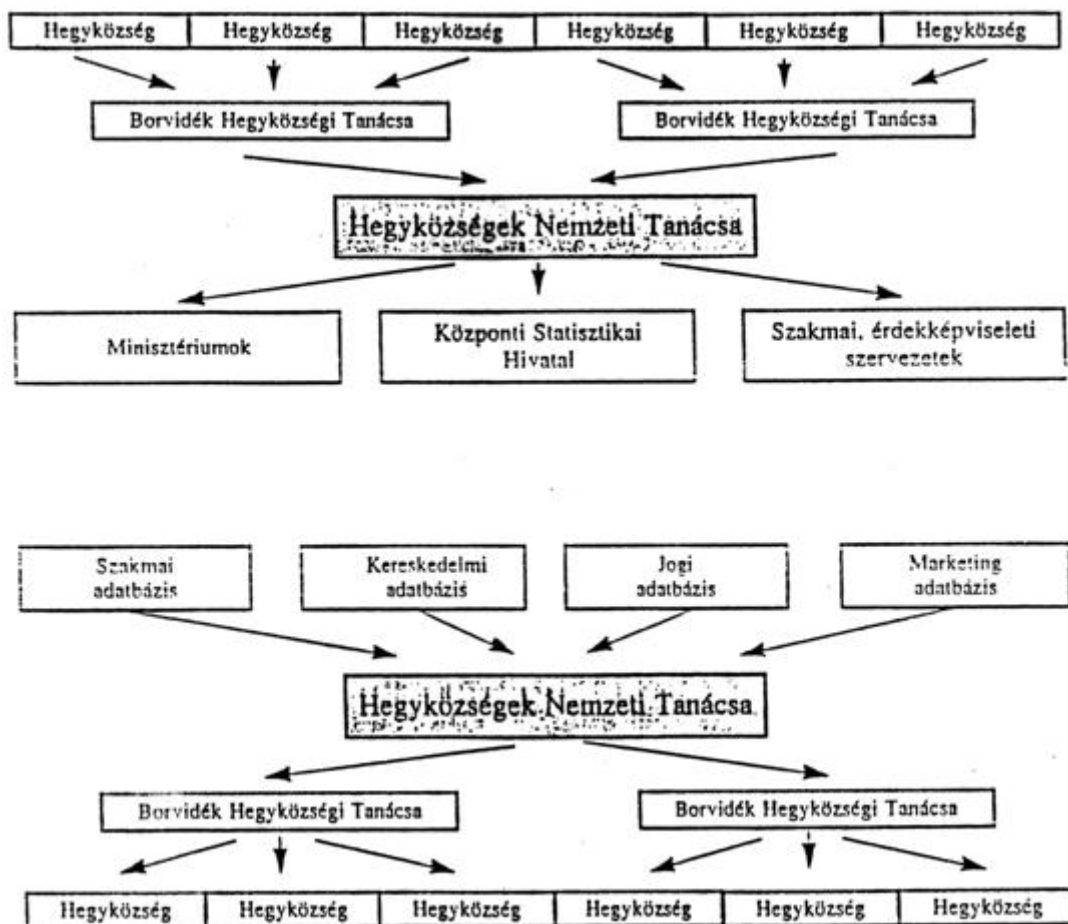 Hegyközség Hegyközség Hegyközség Hegyközség Hegyközség Hegyközség
Borvidék Hegyközségi Tanácsa Borvidék Hegyközségi Tanácsa
Hegyközségek Nemzeti Tanácsa
Minisztériumok
Központi Statisztikai
Hivatal
Szakmai, érdekképviseleti
szervezetek
Szakmai
adatbázis
Kereskedelmi
adatbázis
Jogi
adatbázis
Marketing
adatbázis
Hegyközségek Nemzeti Tanácsa
Borvidék Hegyközségi Tanácsa Borvidék Hegyközségi Tanácsa
Hegyközség Hegyközség Hegyközség Hegyközség Hegyközség Hegyközség